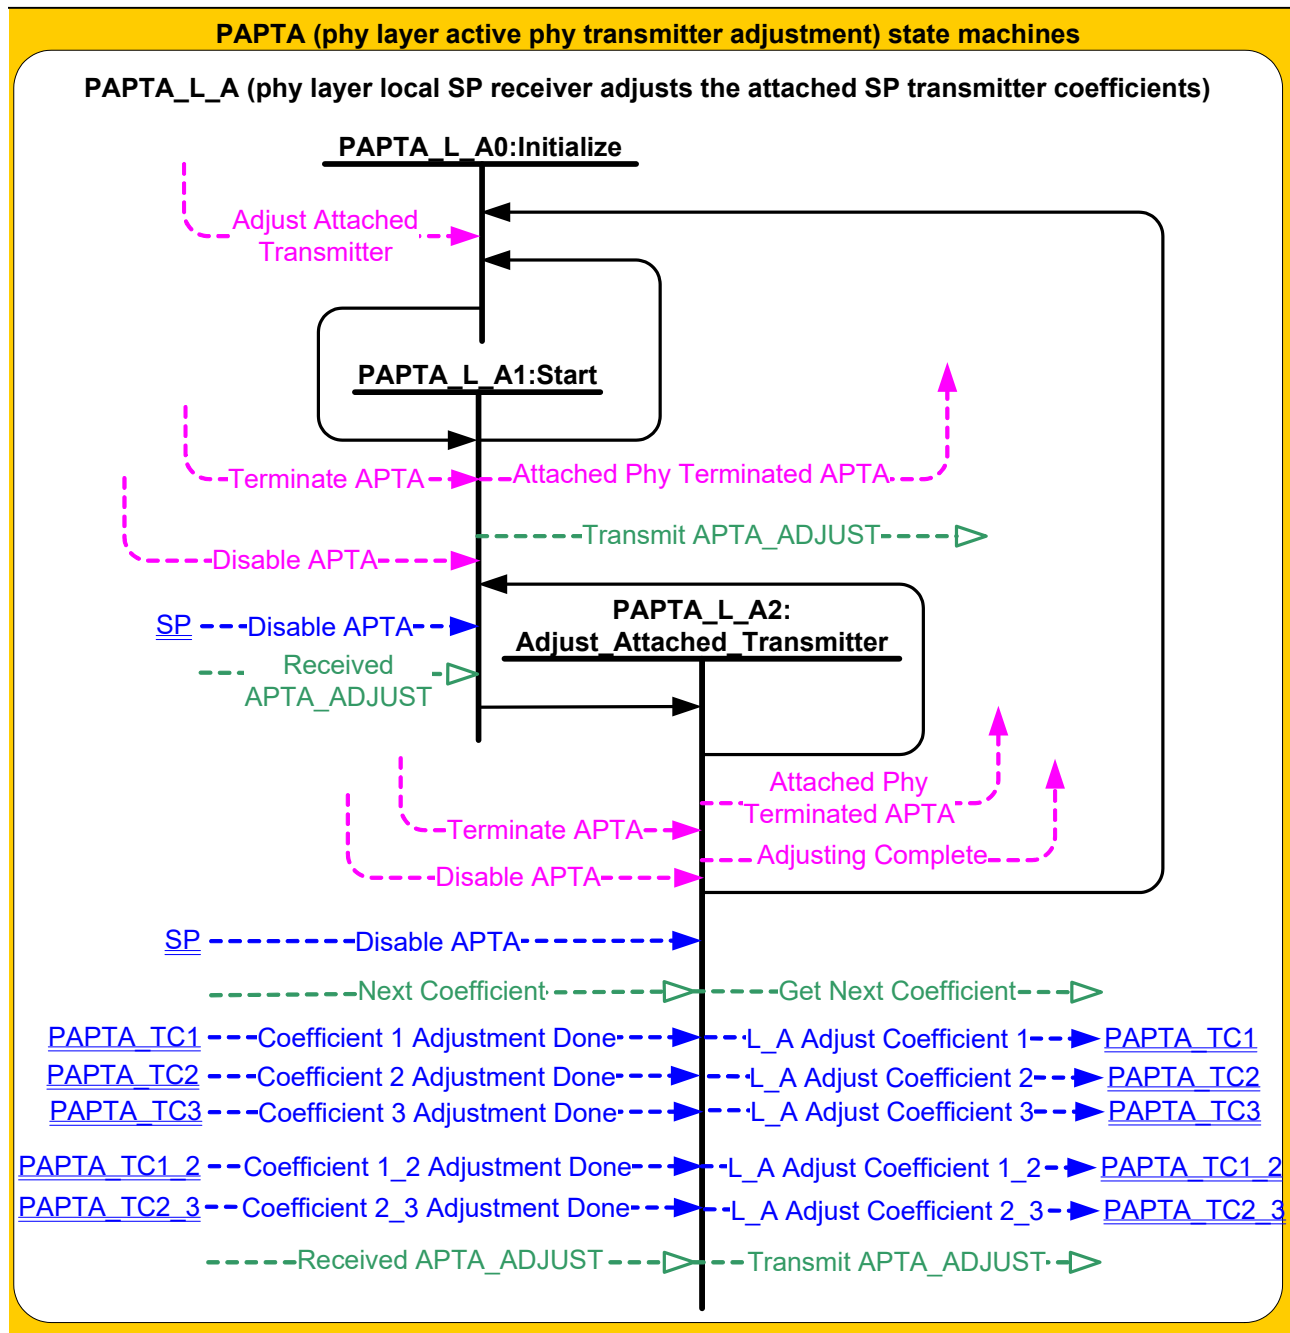 PAPTA (phy layer active phy transmitter adjustment) state machines
PAPTA_L_A (phy layer local SP receiver adjusts the attached SP transmitter coefficients)
PAPTA_L_A0:Initialize
Adjust Attached
Transmitter
PAPTA_L_A1:Start
Terminate APTA
Attached Phy Terminated APTA
Transmit APTA_ADJUST
Disable APTA
SP
Disable APTA
Received
APTA_ADJUST
PAPTA_L_A2:
Adjust_Attached_Transmitter
Attached Phy
Terminated APTA
Terminate APTA
Adjusting Complete
Disable APTA
SP
Disable APTA
Next Coefficient
Get Next Coefficient
PAPTA_TC1
Coefficient 1 Adjustment Done
L_A Adjust Coefficient 1
PAPTA_TC1
PAPTA_TC2
Coefficient 2 Adjustment Done
L_A Adjust Coefficient 2
PAPTA_TC2
PAPTA_TC3
Coefficient 3 Adjustment Done
L_A Adjust Coefficient 3
PAPTA_TC3
PAPTA_TC1_2
Coefficient 1_2 Adjustment Done
L_A Adjust Coefficient 1_2
PAPTA_TC1_2
PAPTA_TC2_3
Coefficient 2_3 Adjustment Done
L_A Adjust Coefficient 2_3
PAPTA_TC2_3
Received APTA_ADJUST
Transmit APTA_ADJUST